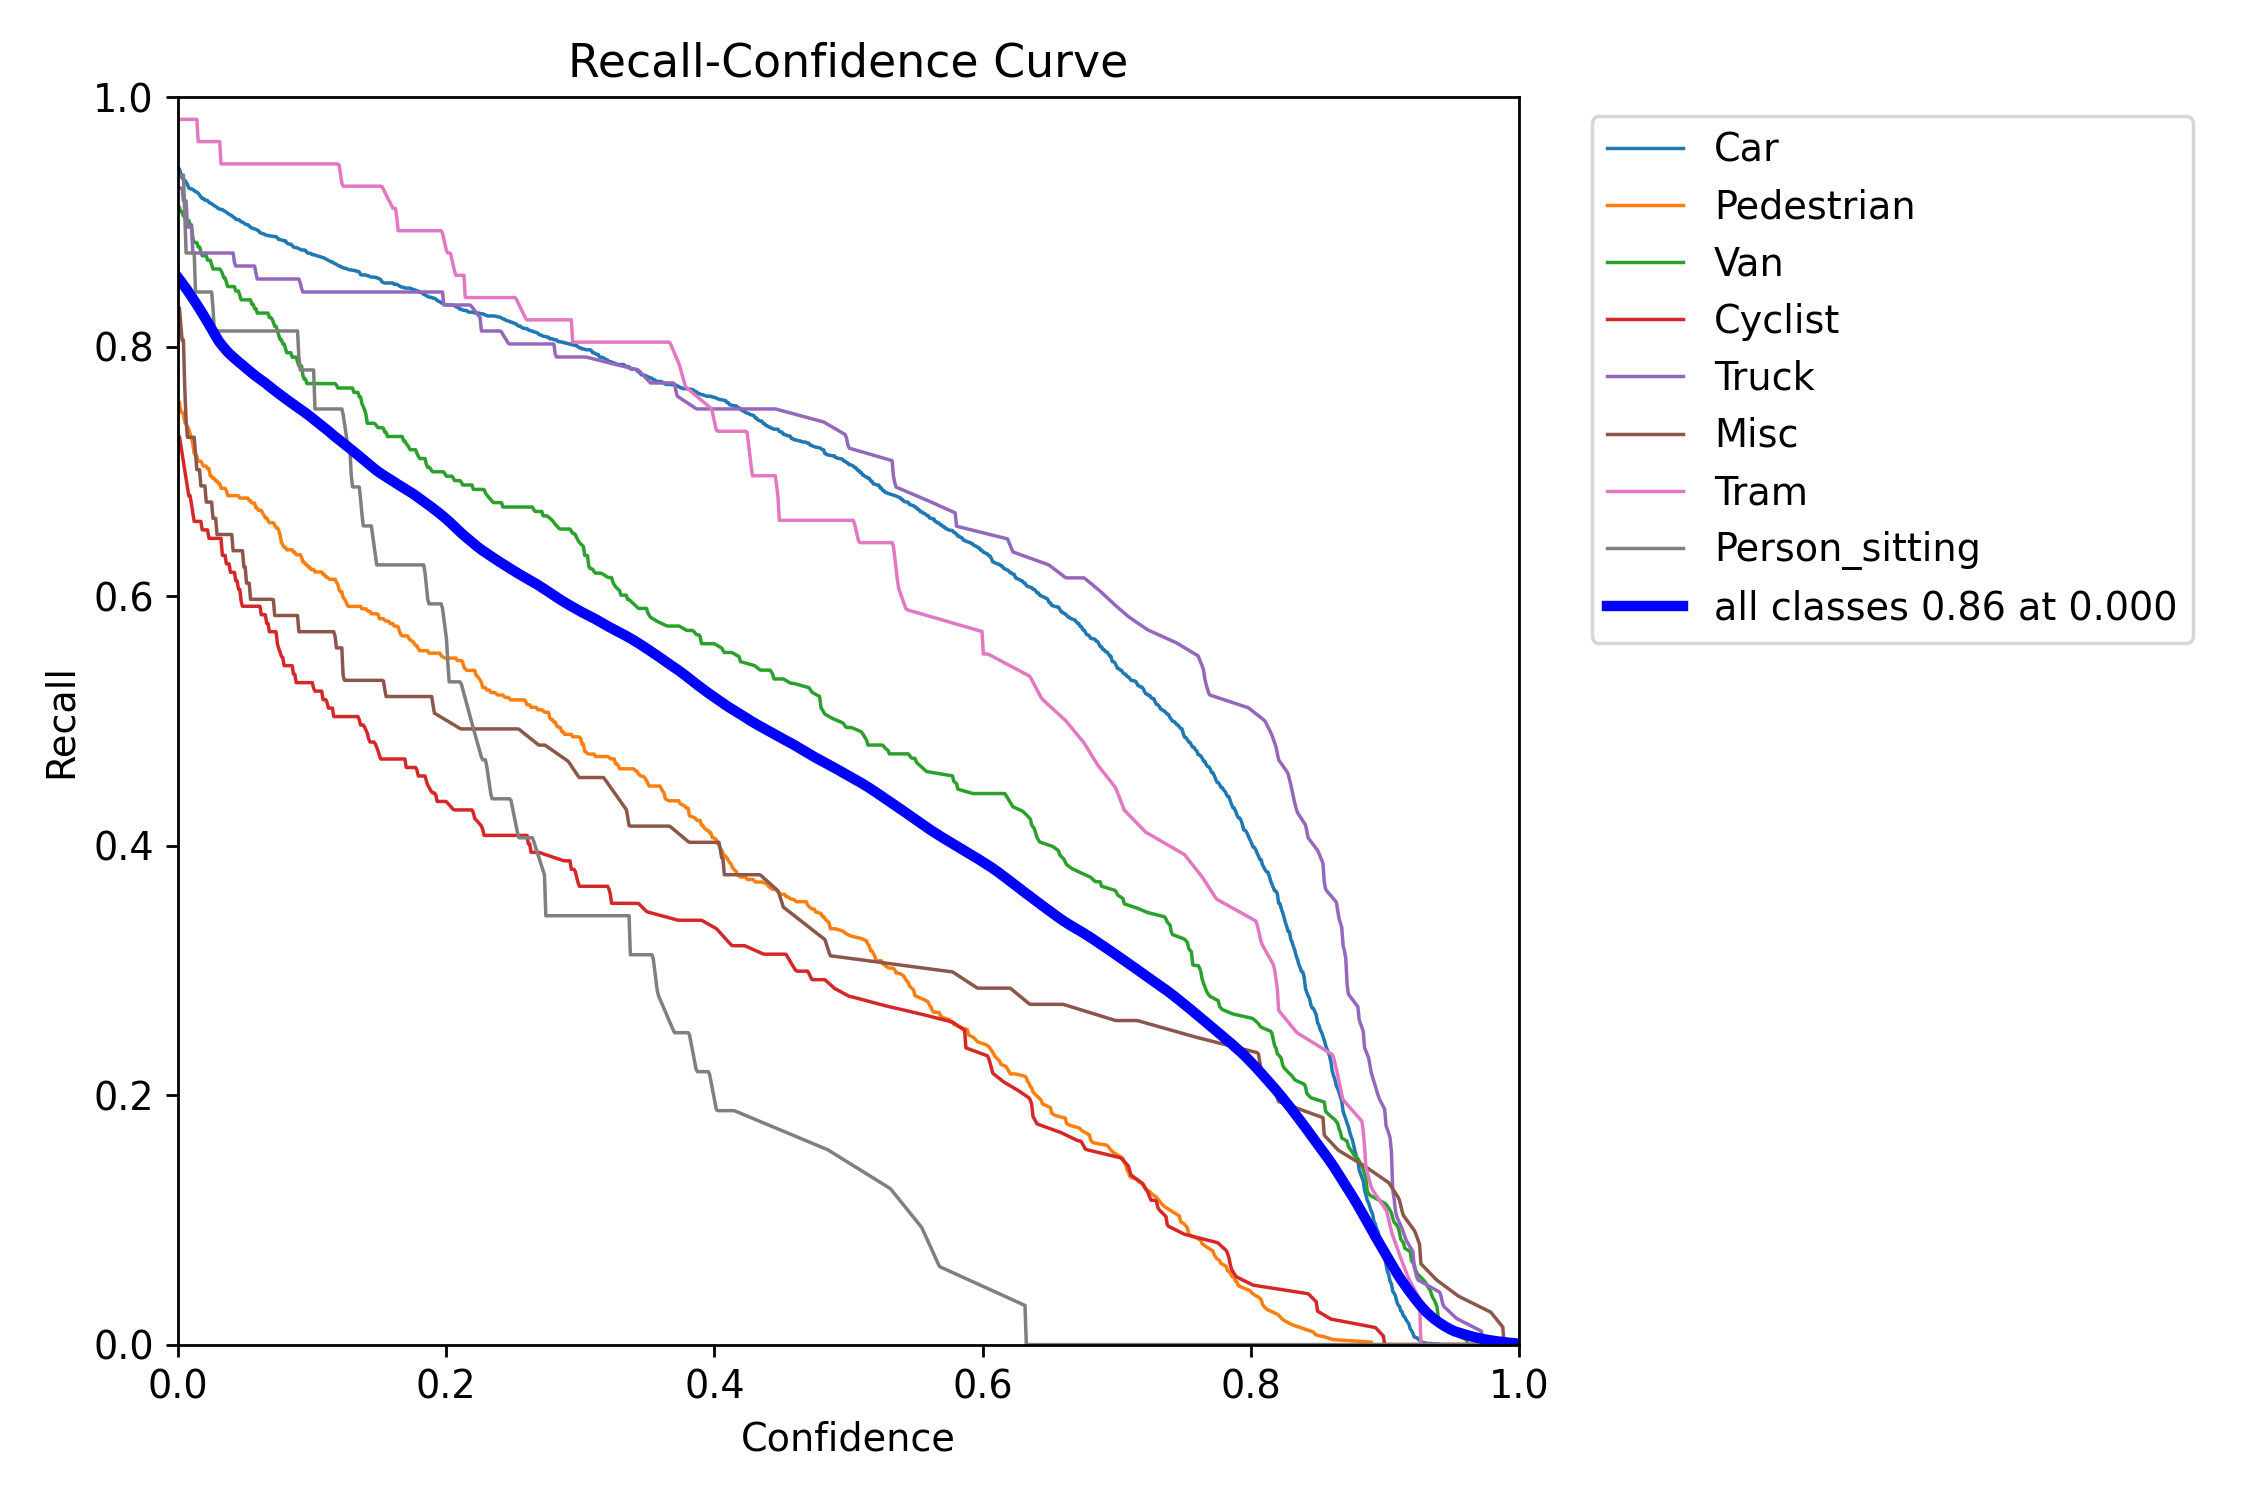 Recall-Confidence Curve
1.0
0.8
0.6
0.4
0.2
0.0
Recall
0.0 0.2 0.4 0.6 0.8 1.0
Confidence
Car
Pedestrian
Van
Cyclist
Truck
Misc
Tram
Person_sitting
all classes 0.86 at 0.000